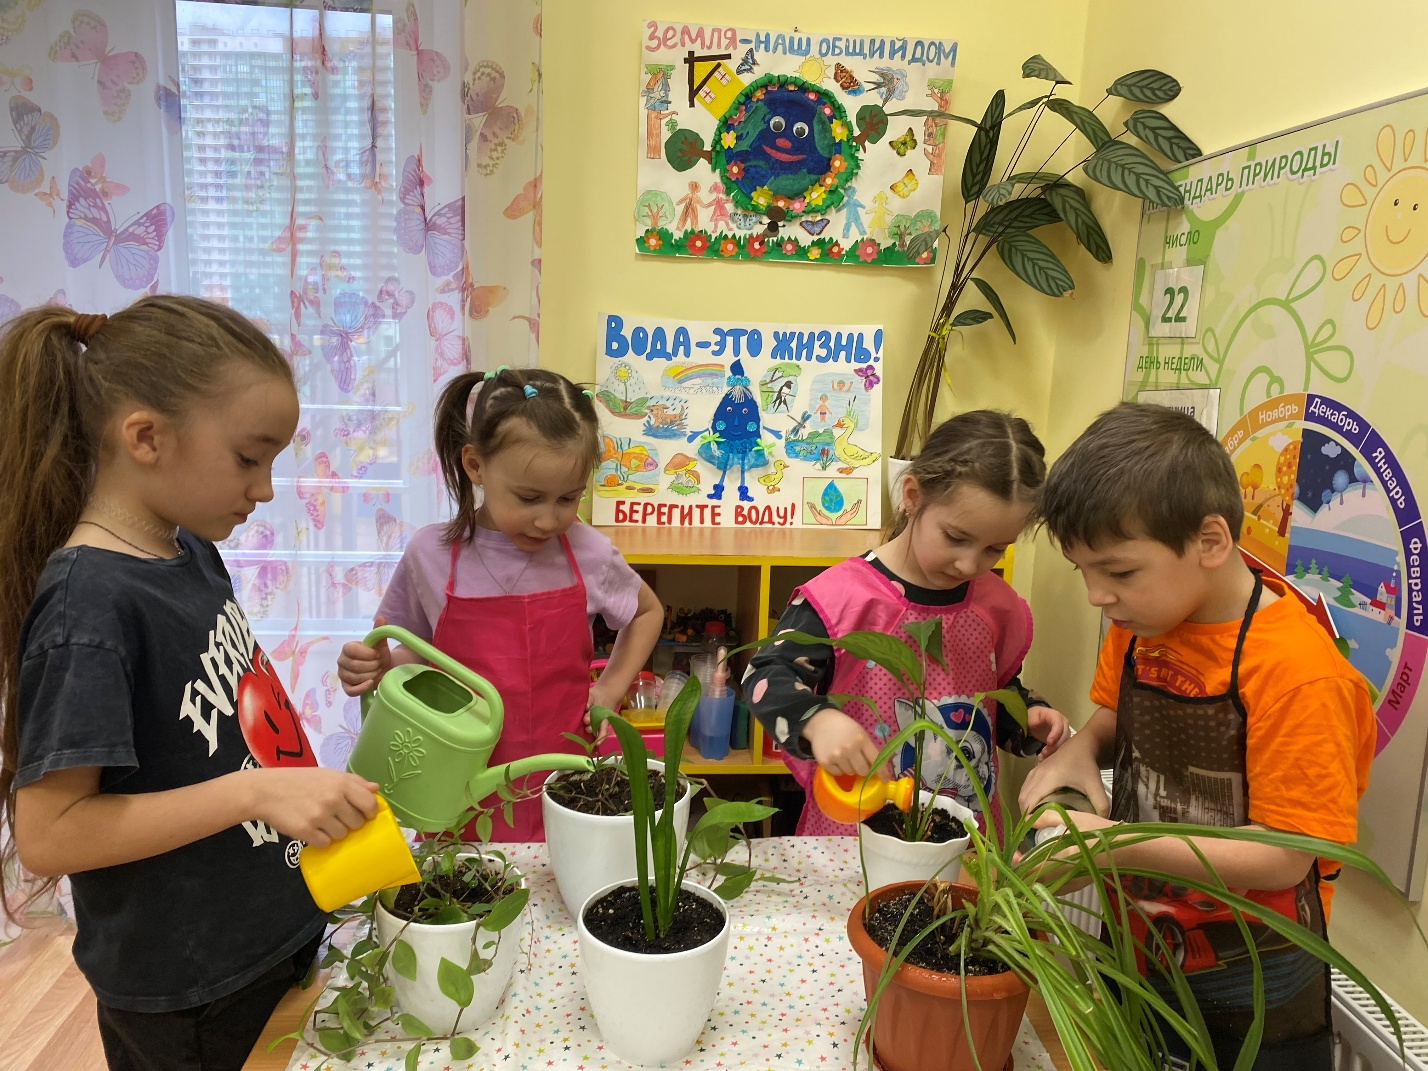 Земля-наш общий дом
Вода-это жизнь!
Берегите воду!
ПРИРОДЫ
ЧИСЛО
22
ДЕНЬ НЕДЕЛИ
Ноябрь
Декабрь
Январь
Февраль
Март